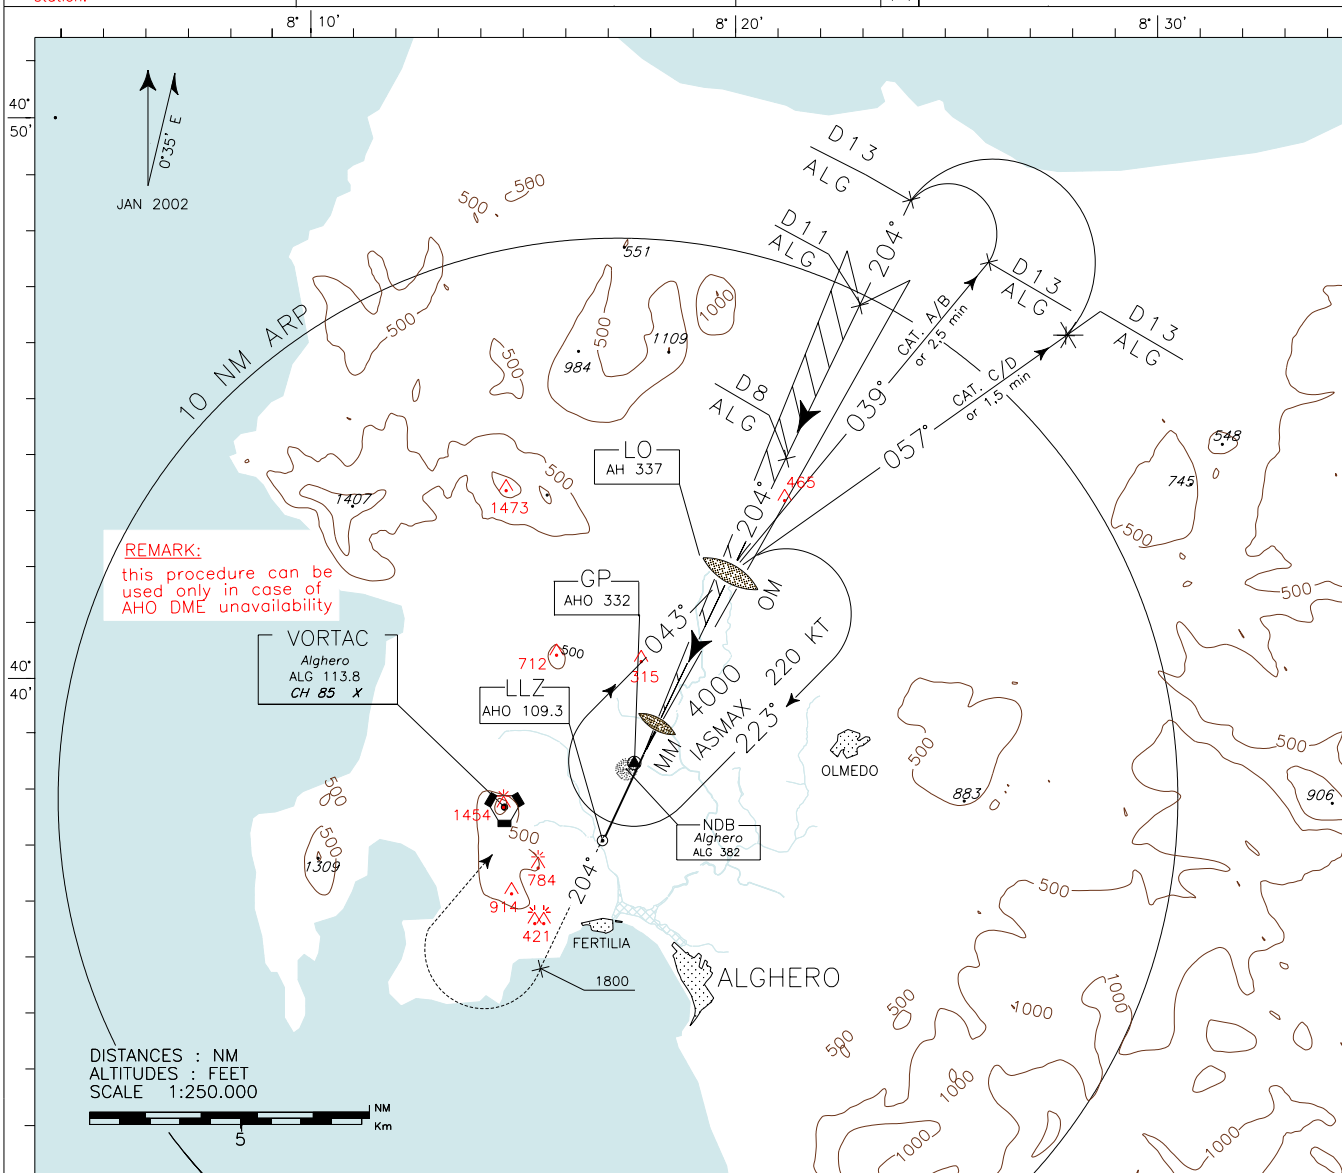 station.
8° 10'
8° 20'
8° 30'
40°
50'
0°35' E
JAN 2002
D13
ALG
D11
ALG
204°
500
500
551
D13
ALG
D13
ALG
10 NM ARP
500
500
1000
1109
984
CAT. A/B
or 2.5 min
CAT. C/D
or 1,5 min
039°
057°
D8
ALG
500
LO
AH 337
548
745
500
1407
1473
500
465
204°
REMARK:
this procedure can be
used only in case of
AHO DME unavailability
GP
AHO 332
OM
043°
500
VORTAC
Alghero
ALG 113.8
CH 85 X
40°
40'
712
500
315
LLZ
AHO 109.3
4000
IASMAX 220 KT
223°
MM
OLMEDO
500
883
500
906
500
500
1309
1454
500
NDB
Alghero
ALG 382
784
914
421
204°
FERTILIA
1800
ALGHERO
500
500
500
1000
1000
1000
1000
1000
DISTANCES : NM
ALTITUDES : FEET
SCALE 1:250.000
NM
Km
5